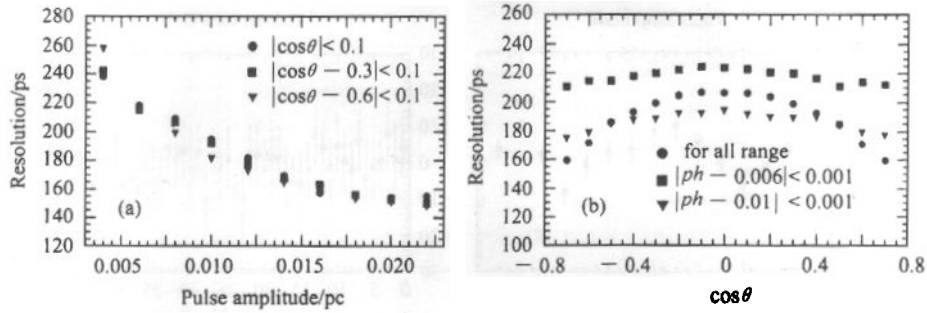 280
260
240
220
200
180
160
140
120
Resolution/ps
|cosθ|< 0.1
|cosθ − 0.3|< 0.1
|cosθ − 0.6|< 0.1
(a)
0.005 0.010 0.015 0.020
Pulse amplitude/pc
260
240
220
200
180
160
140
120
100
Resolution/ps
for all range
|ph − 0.006|< 0.001
|ph − 0.01| < 0.001
(b)
− 0.8 − 0.4 0 0.4 0.8
cosθ